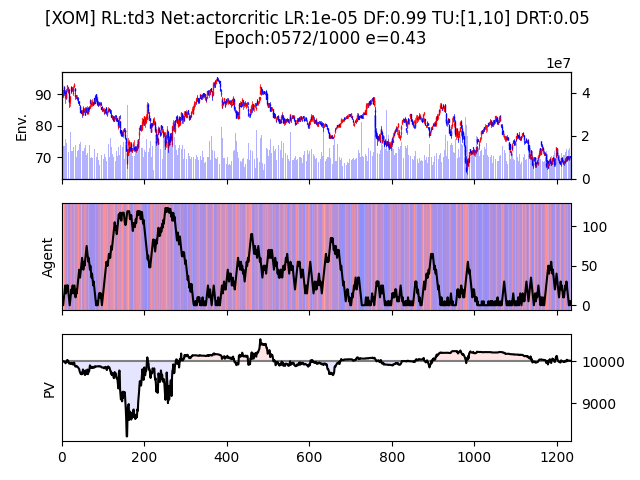 [XOM] RL:td3 Net:actorcritic LR:1e-05 DF:0.99 TU:[1,10] DRT:0.05
Epoch:0572/1000 e=0.43
1e7
Env.
90
80
70
4
2
0
Agent
100
50
0
PV
10000
9000
0 200 400 600 800 1000 1200